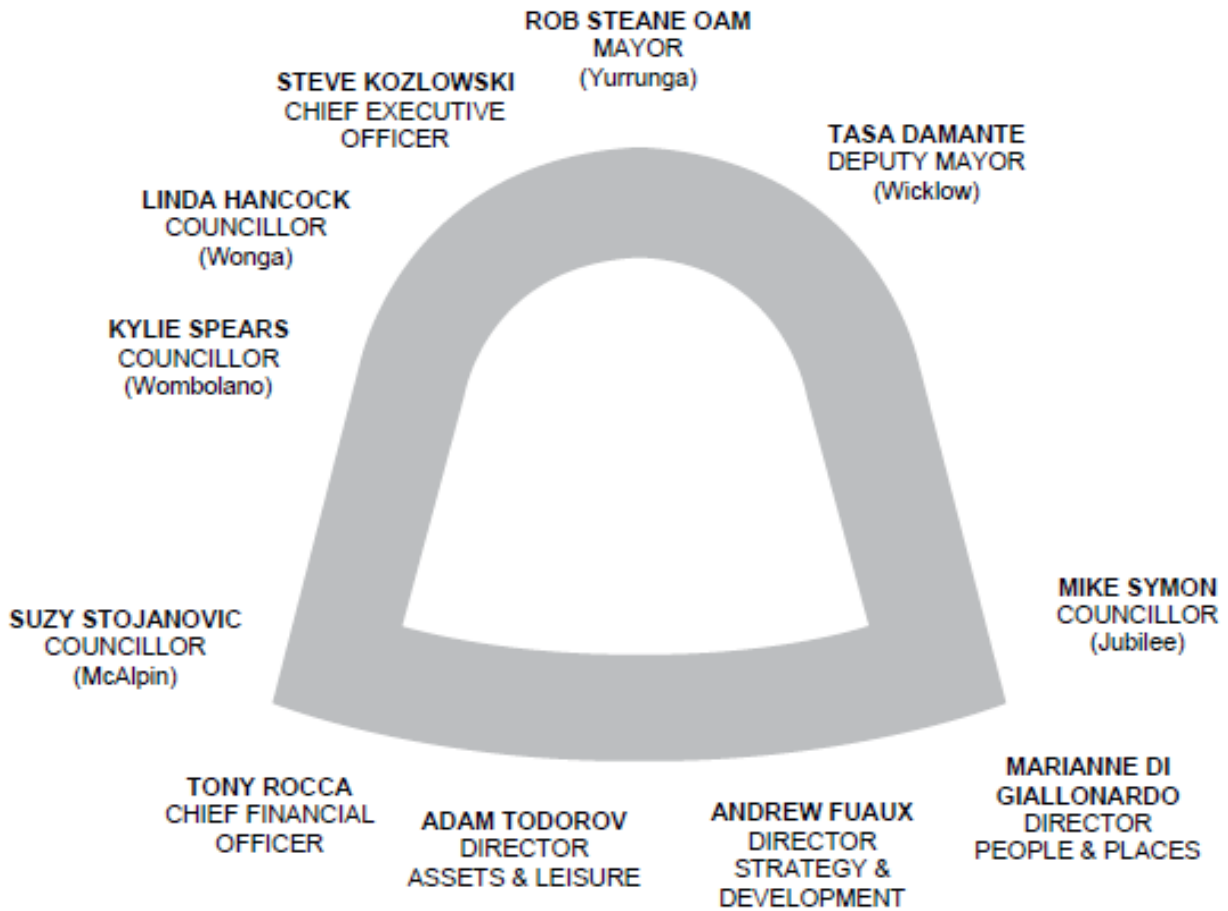 ROB STEANE OAM
MAYOR
(Yurrunga)
STEVE KOZLOWSKI
CHIEF EXECUTIVE
OFFICER
TASA DAMANTE
DEPUTY MAYOR
(Wicklow)
LINDA HANCOCK
COUNCILLOR
(Wonga)
KYLIE SPEARS
COUNCILLOR
(Wombolano)
SUZY STOJANOVIC
COUNCILLOR
(McAlpin)
MIKE SYMON
COUNCILLOR
(Jubilee)
TONY ROCCA
CHIEF FINANCIAL
OFFICER
ADAM TODOROV
DIRECTOR
ASSETS & LEISURE
ANDREW FUAUX
DIRECTOR
STRATEGY &
DEVELOPMENT
MARIANNE DI
GIALLONARDO
DIRECTOR
PEOPLE & PLACES